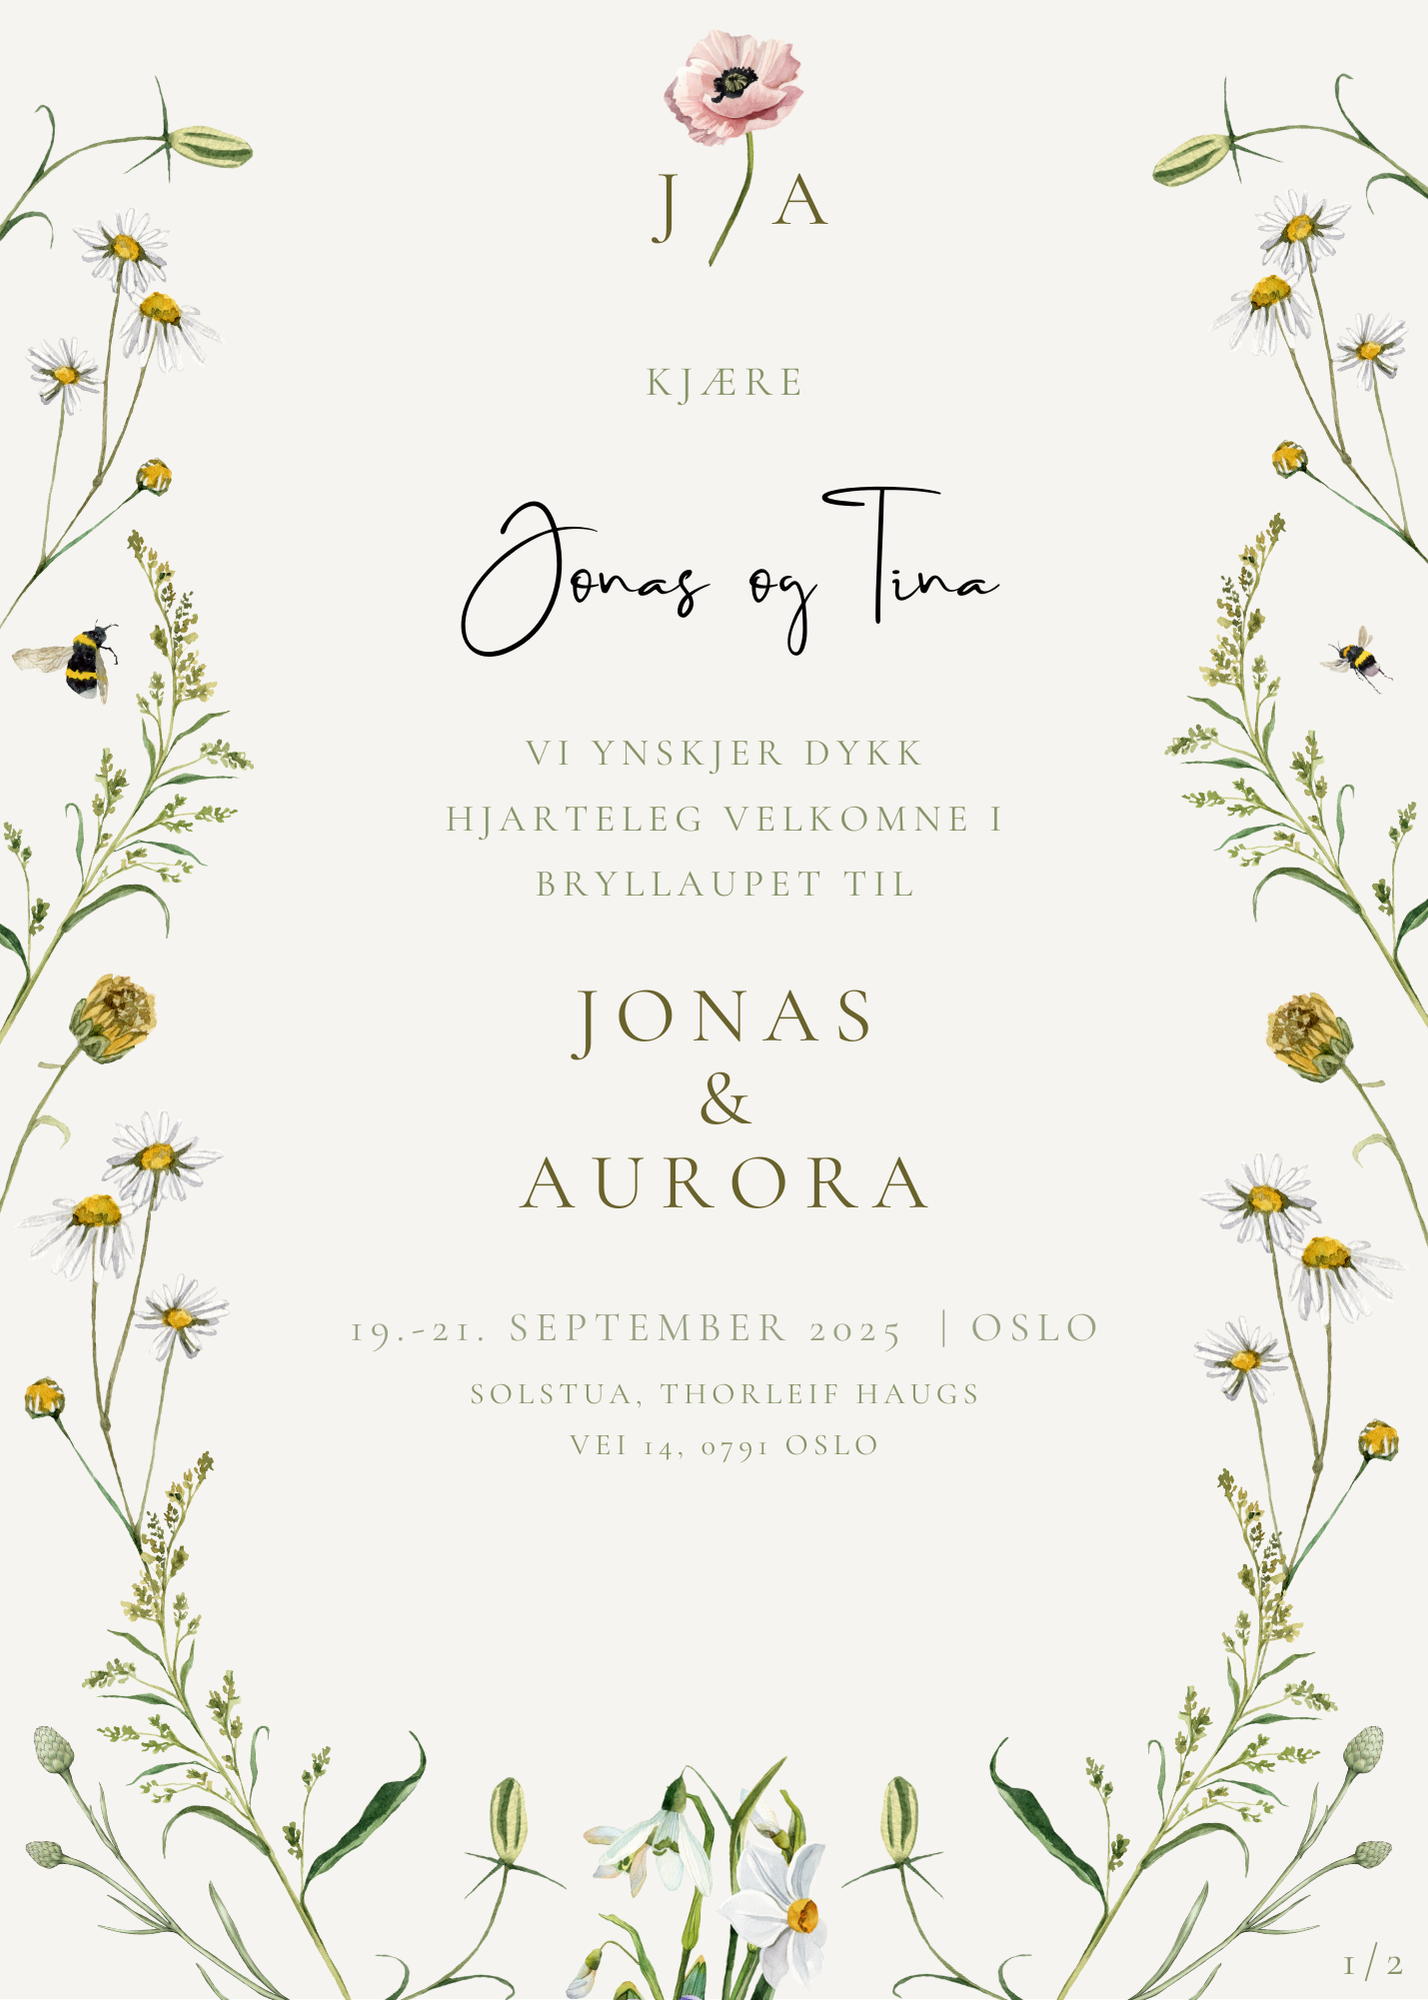 J A
KJÆRE
Jonas og Tina
VI YNSKJER DYKK
HJARTELEG VELKOMNE I
BRYLLAUPET TIL
JONAS
&
AURORA
19.-21. SEPTEMBER 2025 | OSLO
SOLSTUA, THORLEIF HAUGS
VEI 14, 0791 OSLO
1/2